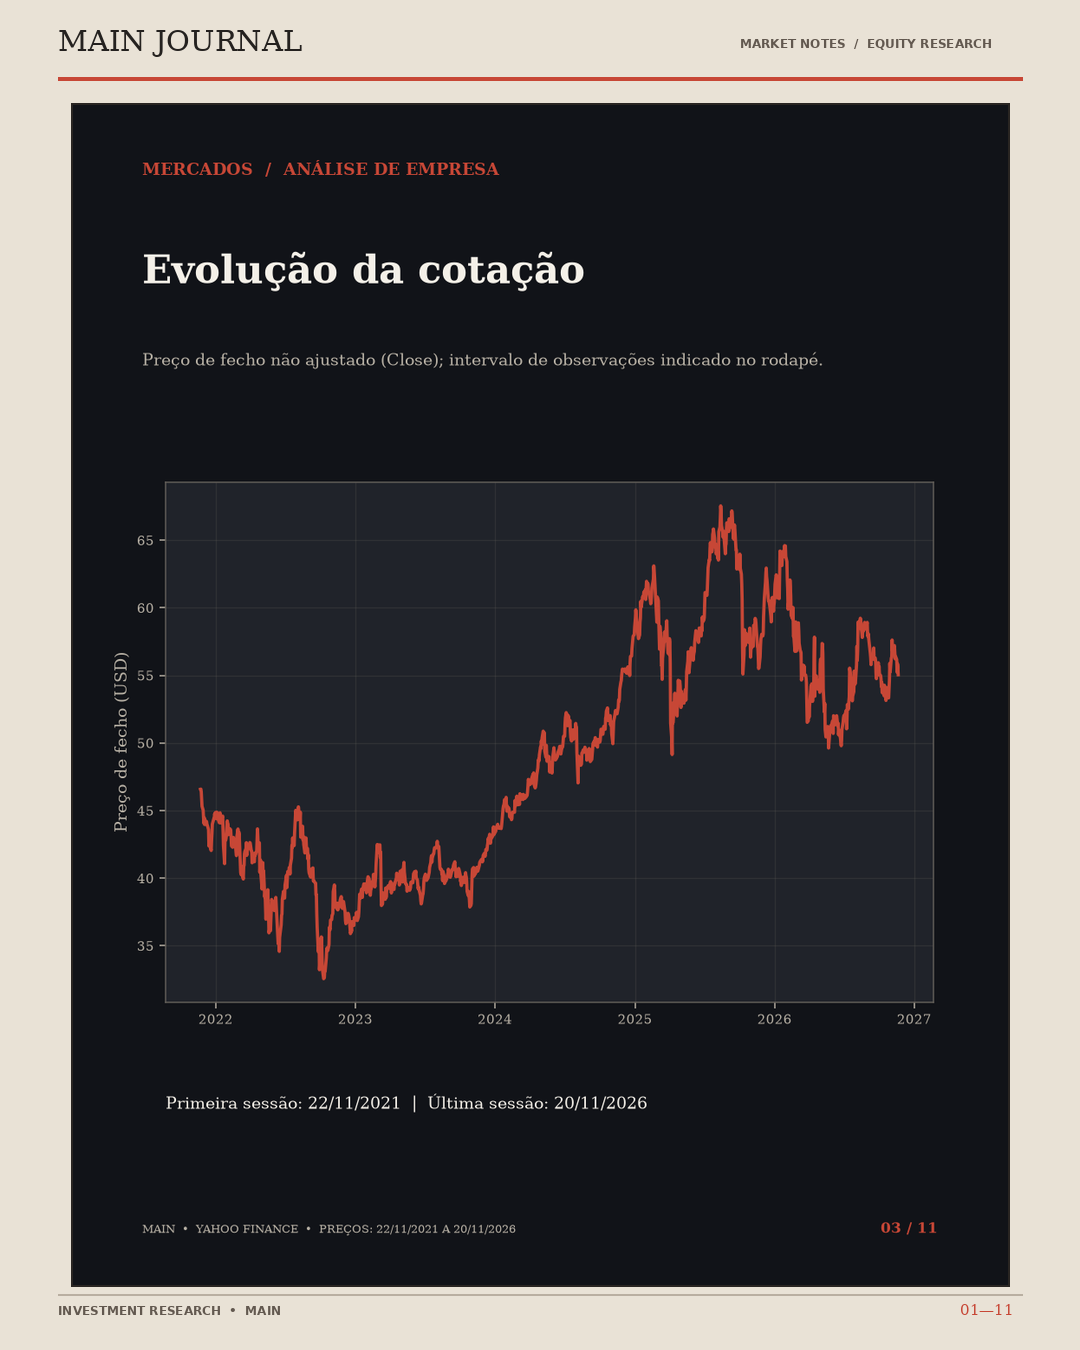 MAIN JOURNAL
MARKET NOTES / EQUITY RESEARCH
MERCADOS / ANÁLISE DE EMPRESA
Evolução da cotação
Preço de fecho não ajustado (Close); intervalo de observações indicado no rodapé.
Preço de fecho (USD)
65
60
55
50
45
40
35
2022 2023 2024 2025 2026 2027
Primeira sessão: 22/11/2021 | Última sessão: 20/11/2026
MAIN • YAHOO FINANCE • PREÇOS: 22/11/2021 A 20/11/2026
03 / 11
INVESTMENT RESEARCH • MAIN
01—11